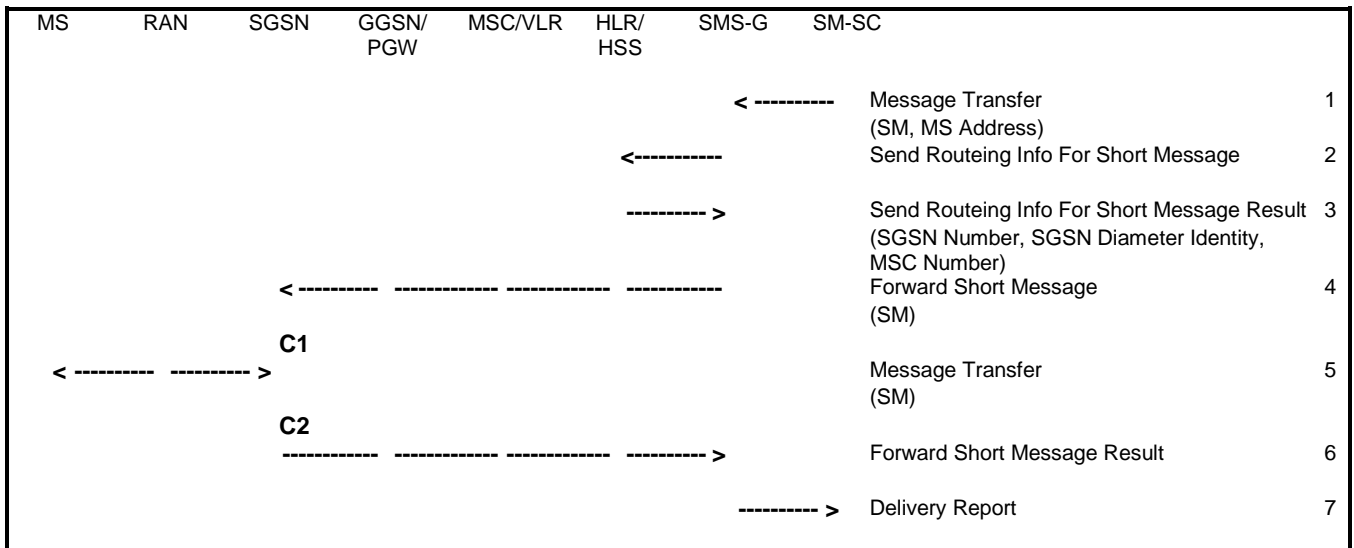 MS RAN SGSN GGSN/ MSC/VLR HLR/ SMS-G SM-SC
PGW HSS
< ---------- Message Transfer 1
(SM, MS Address)
<----------- Send Routeing Info For Short Message 2
---------- > Send Routeing Info For Short Message Result 3
(SGSN Number, SGSN Diameter Identity,
MSC Number)
< ---------- ------------- ------------- ------------ Forward Short Message 4
(SM)
C1
< ---------- ---------- > Message Transfer 5
(SM)
C2
------------ ------------- ------------- ---------- > Forward Short Message Result 6
---------- > Delivery Report 7